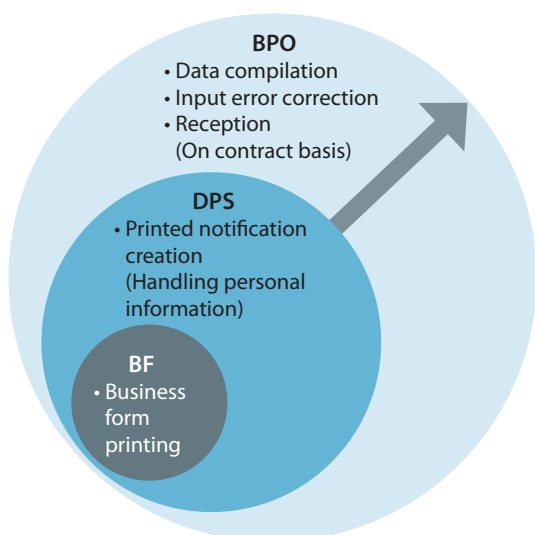 BPO
• Data compilation
• Input error correction
• Reception
(On contract basis)
DPS
• Printed notification
creation
(Handling personal
information)
BF
• Business
form
printing